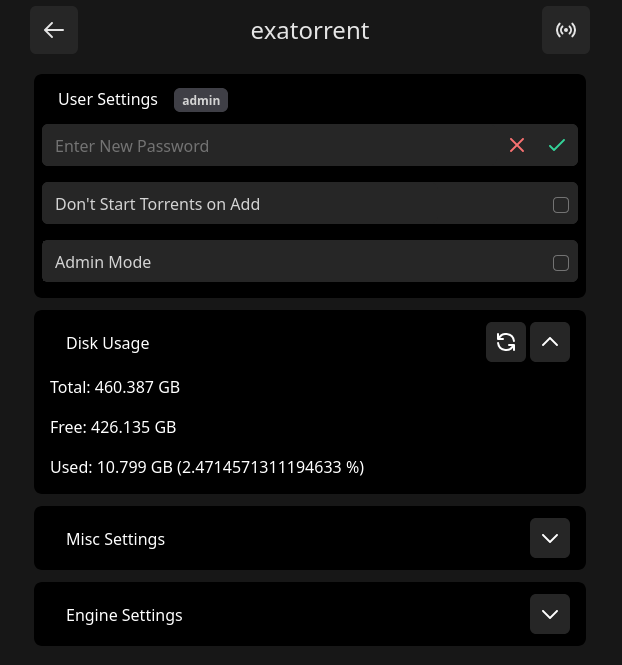 exatorrent
User Settings admin
Enter New Password
Don't Start Torrents on Add
Admin Mode
Disk Usage
Total: 460.387 GB
Free: 426.135 GB
Used: 10.799 GB (2.4714571311194633 %)
Misc Settings
Engine Settings